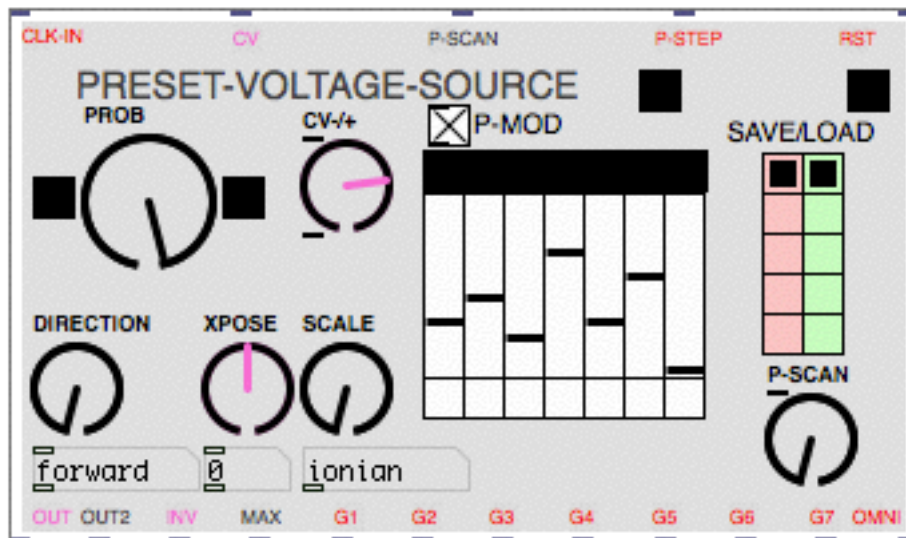 CLK-IN CV P-SCAN P-STEP RST
PRESET-VOLTAGE-SOURCE
PROB CV-/+ P-MOD SAVE/LOAD
DIRECTION XPOSE SCALE
P-SCAN
forward 0 ionian
OUT OUT2 INV MAX G1 G2 G3 G4 G5 G6 G7 OMNI